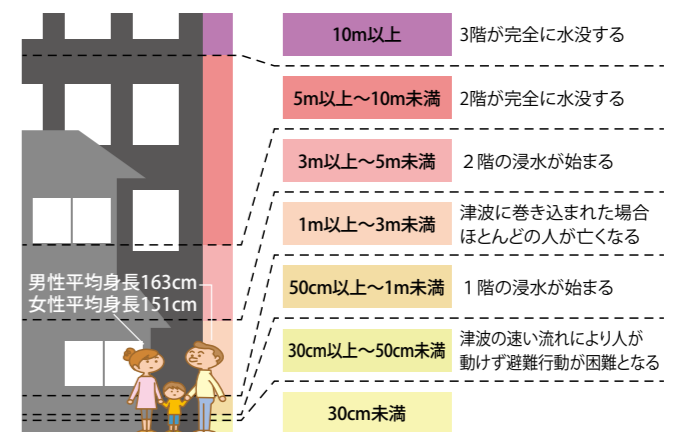 10m以上
3階が完全に水没する
5m以上～10m未満
2階が完全に水没する
3m以上～5m未満
２階の浸水が始まる
1m以上～3m未満
津波に巻き込まれた場合
ほとんどの人が亡くなる
男性平均身長163cm
女性平均身長151cm
50cm以上～1m未満
１階の浸水が始まる
30cm以上～50cm未満
津波の速い流れにより人が
動けず避難行動が困難となる
30cm未満